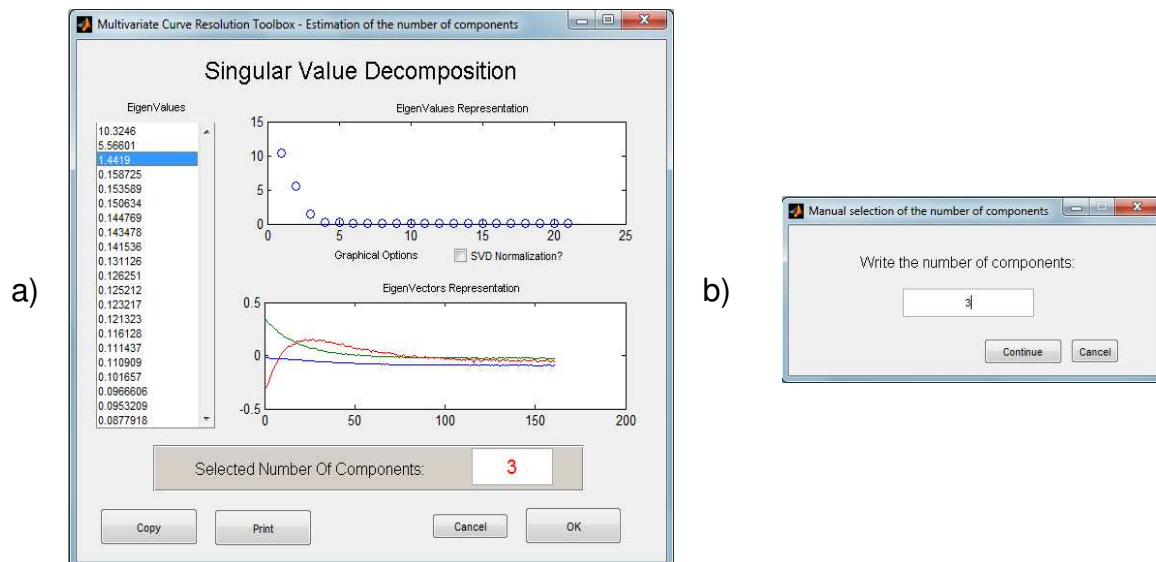 Multivariate Curve Resolution Toolbox - Estimation of the number of components
Singular Value Decomposition
EigenValues
10.3246
5.56601
1.4419
0.158725
0.153589
0.150634
0.144769
0.143478
0.141536
0.131126
0.126251
0.125212
0.123217
0.121323
0.116128
0.111437
0.110909
0.101657
0.0966606
0.0953209
0.0877918
EigenValues Representation
15
10
5
0
0 5 10 15 20 25
Graphical Options SVD Normalization?
EigenVectors Representation
0.5
0
-0.5
0 50 100 150 200
Selected Number Of Components: 3
Copy Print Cancel OK
a)
b)
Manual selection of the number of components
Write the number of components:
3
Continue Cancel